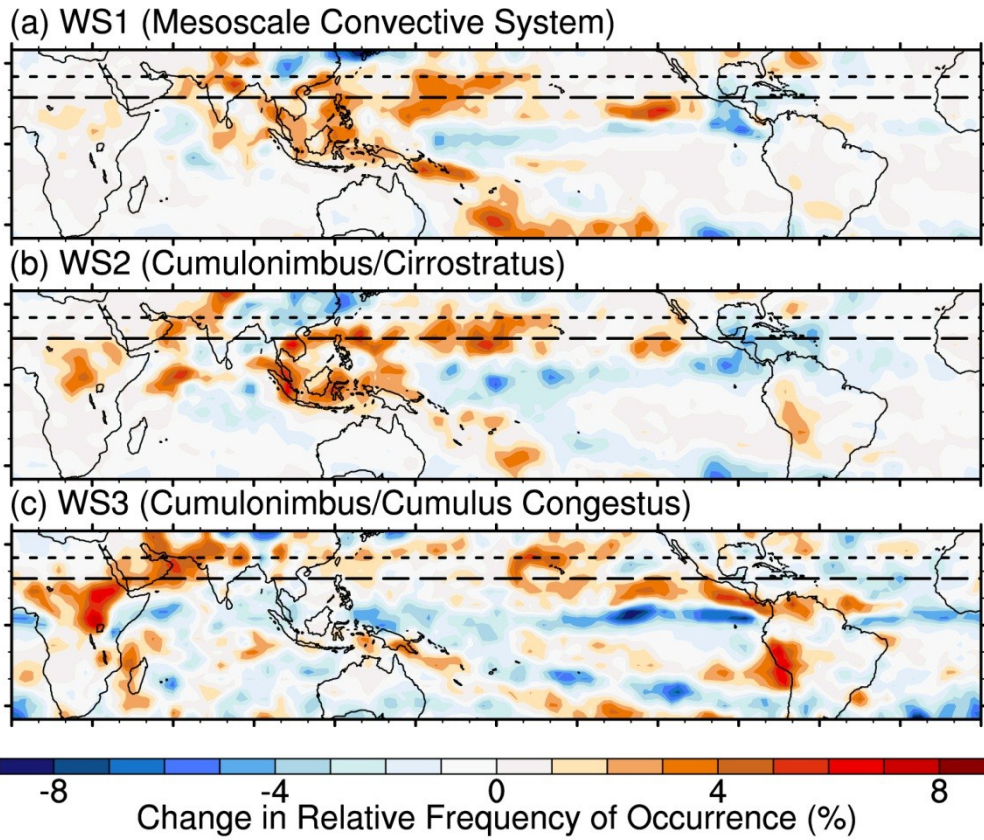 (a) WS1 (Mesoscale Convective System)
(b) WS2 (Cumulonimbus/Cirrostratus)
(c) WS3 (Cumulonimbus/Cumulus Congestus)
-8 -4 0 4 8
Change in Relative Frequency of Occurrence (%)